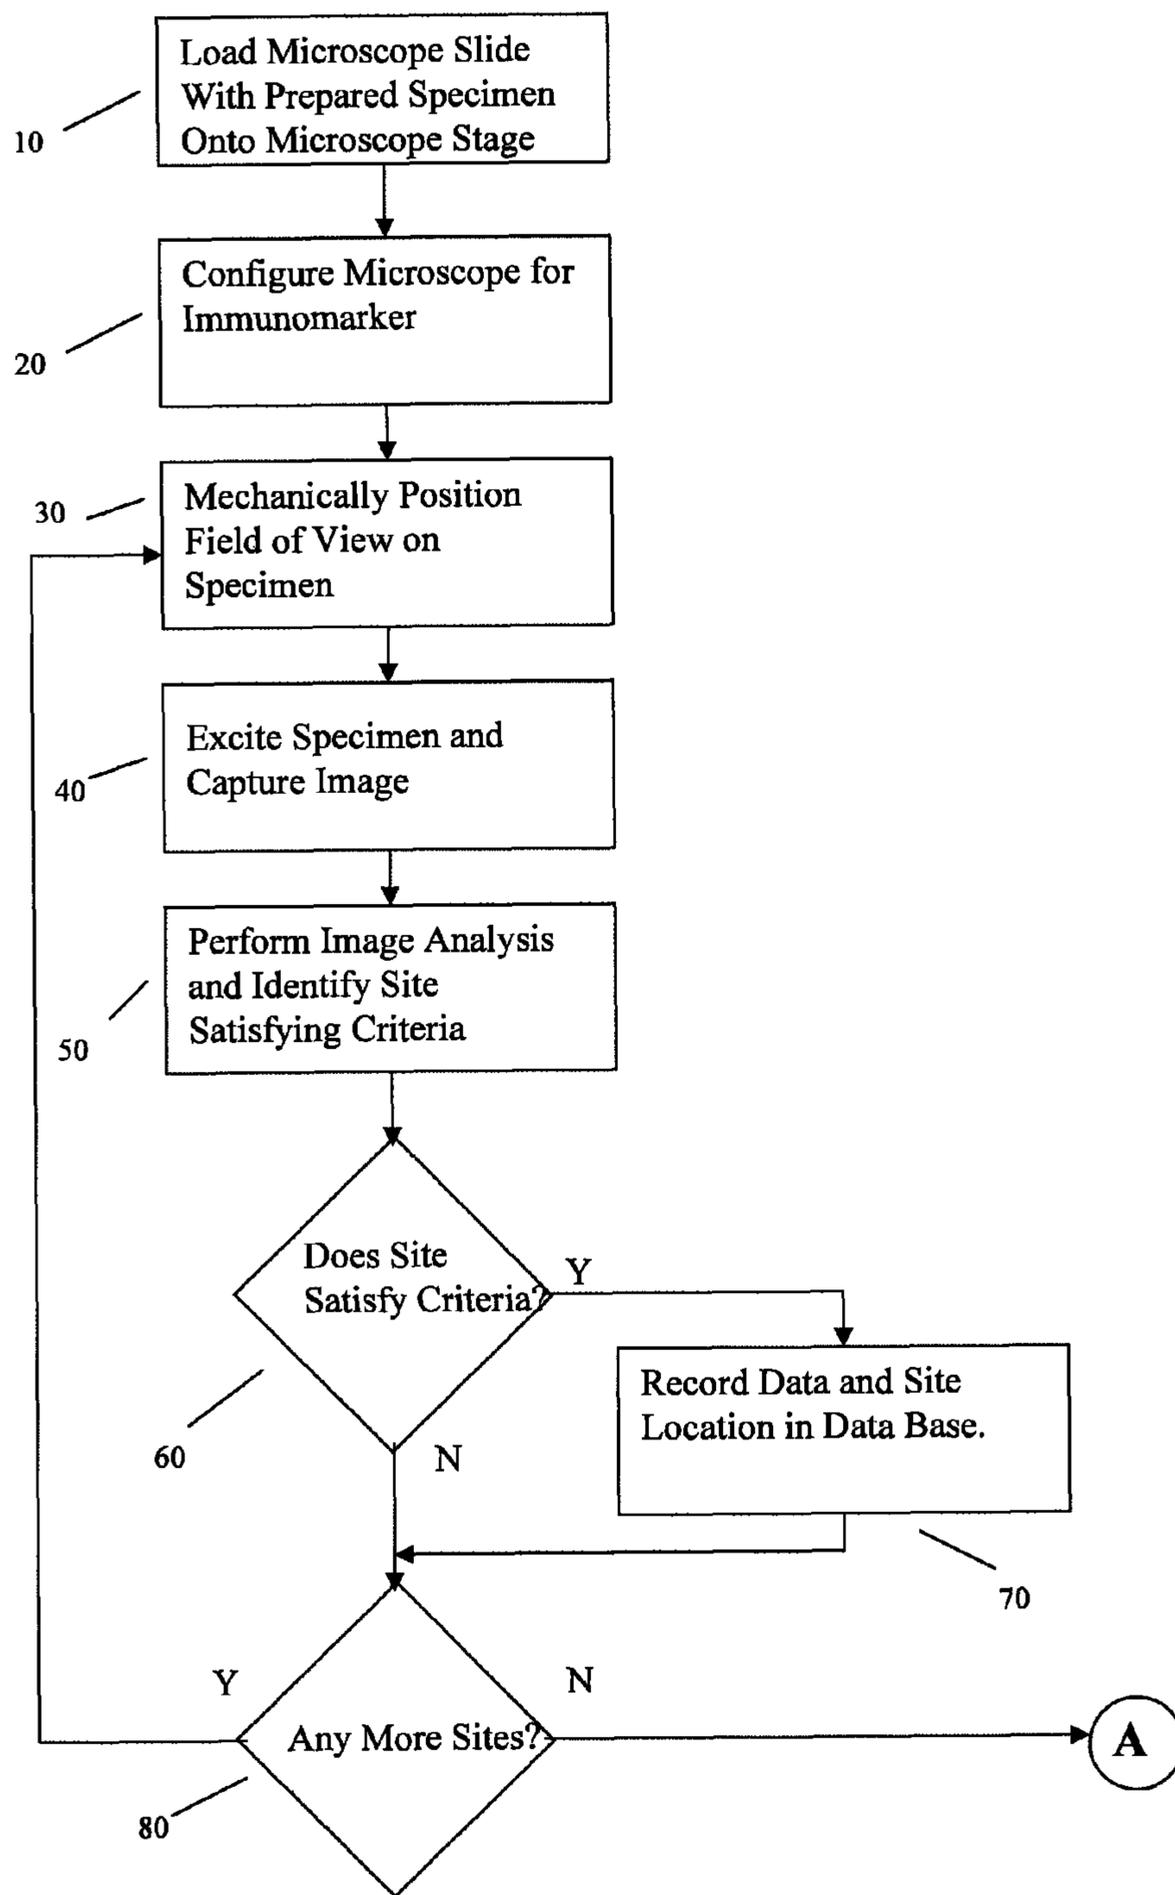 Load Microscope Slide
With Prepared Specimen
Onto Microscope Stage
10
Configure Microscope for
Immunomarker
20
30
Mechanically Position
Field of View on
Specimen
Excite Specimen and
Capture Image
40
Perform Image Analysis
and Identify Site
Satisfying Criteria
50
Does Site
Satisfy Criteria?
Y
Record Data and Site
Location in Data Base.
60
N
70
Y
N
Any More Sites?
A
80